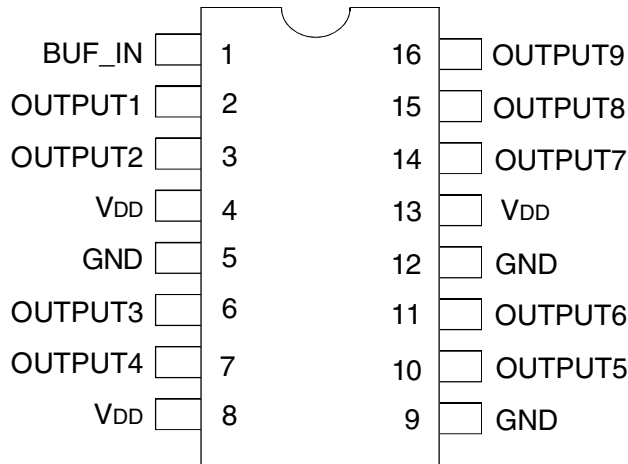 BUF_IN 1 16 OUTPUT9
OUTPUT1 2 15 OUTPUT8
OUTPUT2 3 14 OUTPUT7
VDD 4 13 VDD
GND 5 12 GND
OUTPUT3 6 11 OUTPUT6
OUTPUT4 7 10 OUTPUT5
VDD 8 9 GND